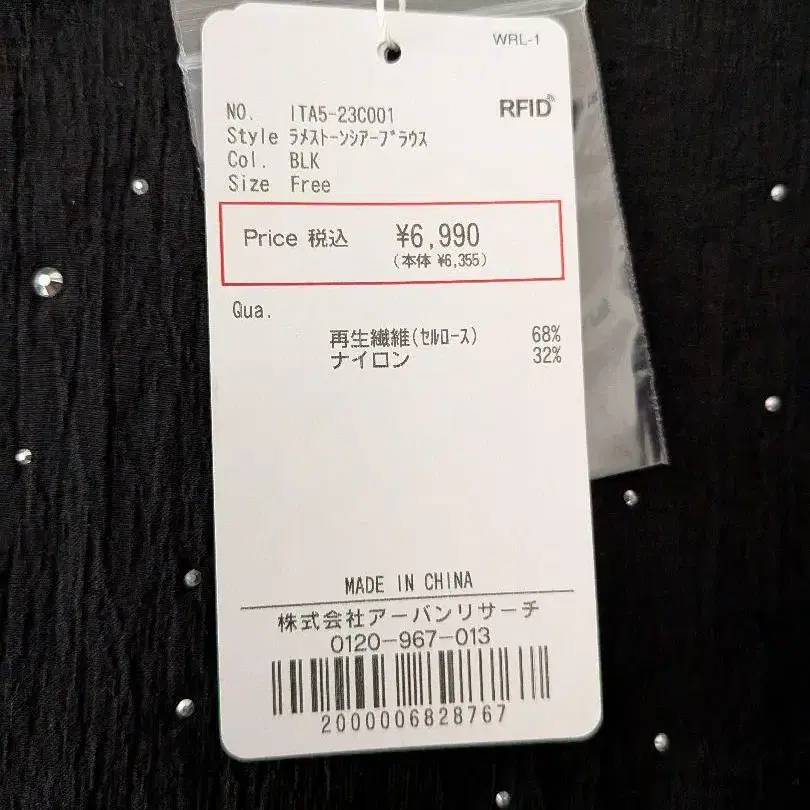 WRL-1
RFID
NO. ITA5-23C001
Style ラメストーンシアーブラウス
Col. BLK
Size Free
Price 税込 ¥6,990
(本体 ¥6,355)
Qua.
再生繊維(セルロース) 68%
ナイロン 32%
MADE IN CHINA
株式会社アーバンリサーチ
0120-967-013
2000006828767